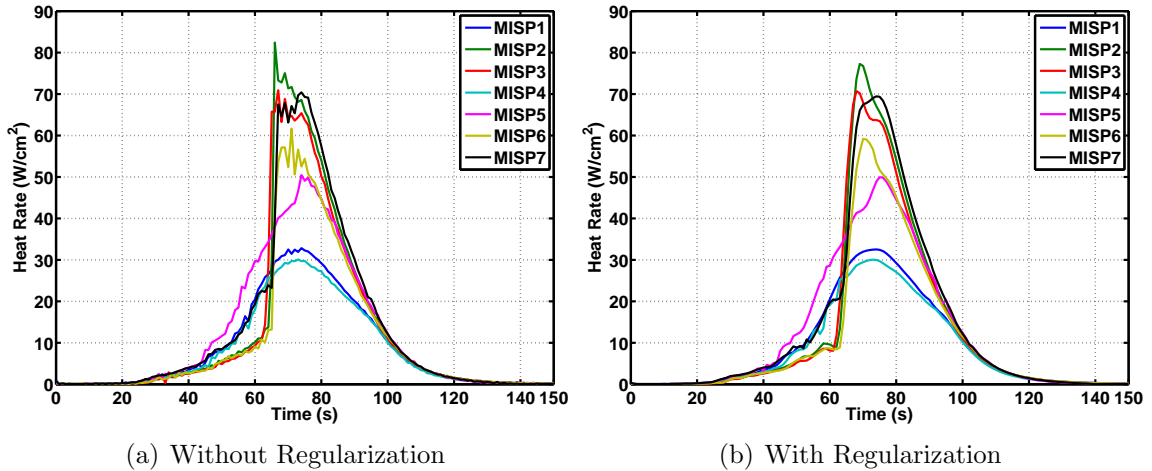 90
80
70
60
50
40
30
20
10
0
Heat Rate (W/cm²)
0 20 40 60 80 100 120 140 150
Time (s)
MISP1
MISP2
MISP3
MISP4
MISP5
MISP6
MISP7
(a) Without Regularization
90
80
70
60
50
40
30
20
10
0
Heat Rate (W/cm²)
0 20 40 60 80 100 120 140 150
Time (s)
MISP1
MISP2
MISP3
MISP4
MISP5
MISP6
MISP7
(b) With Regularization